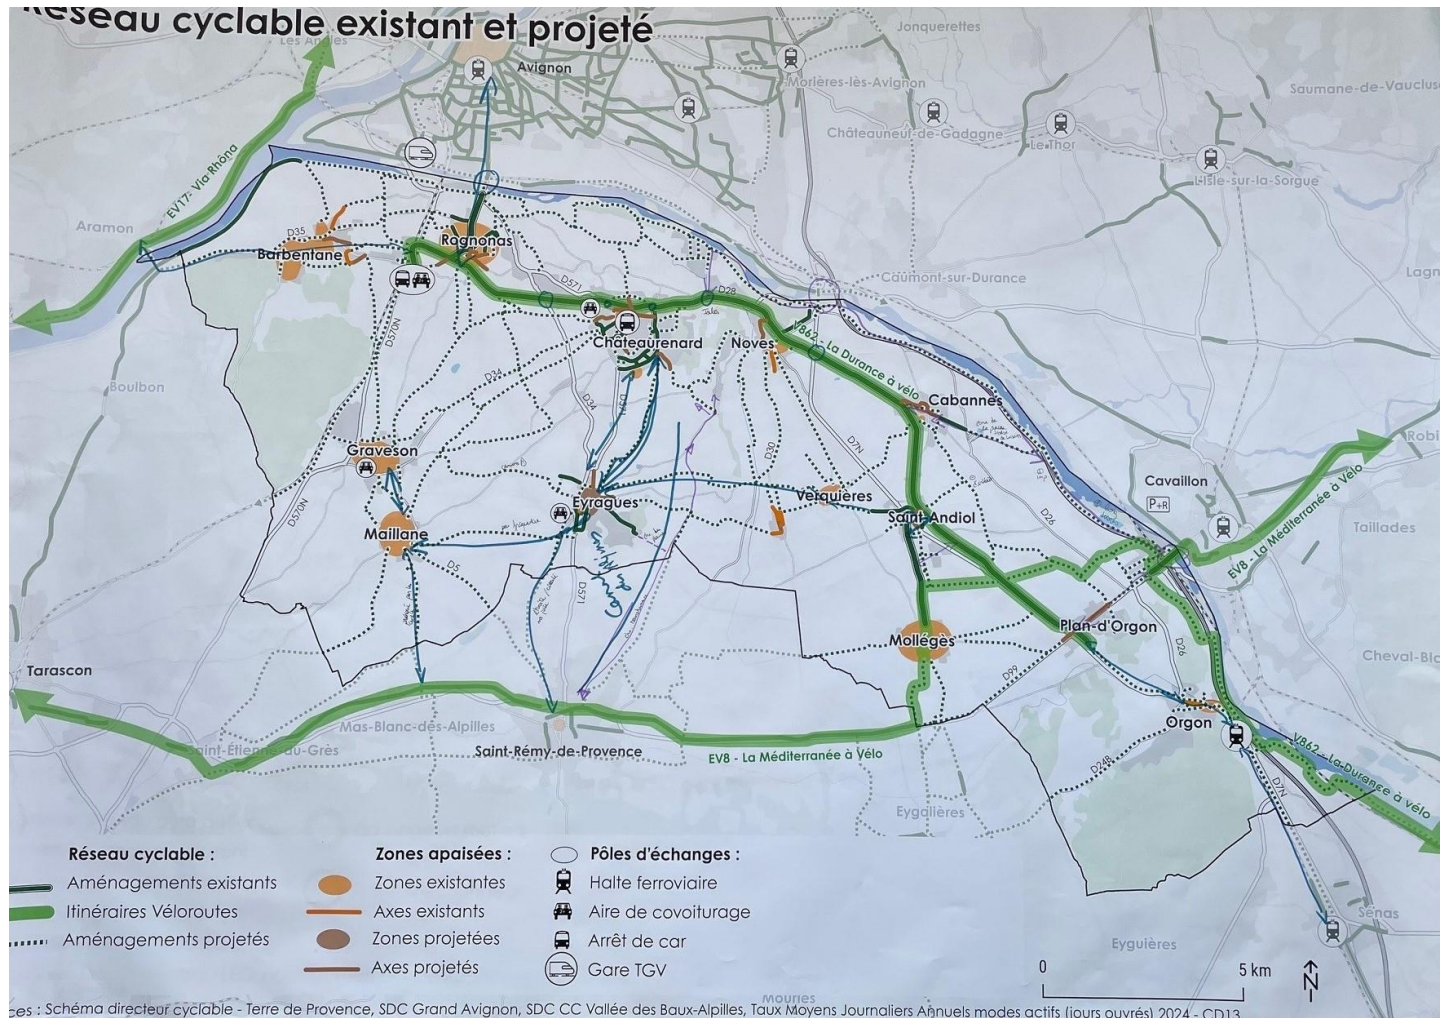 Réseau cyclable existant et projeté
Les Angles
Avignon
Jonquerettes
Morières-lès-Avignon
Saumane-de-Vaucluse
Châteauneuf-de-Gadagne
Le Thor
L'Isle-sur-la-Sorgue
EV17- Via Rhôna
Aramon
D35
Barbentane
Rognonas
Caumont-sur-Durance
D571
D28
D570N
Châteaurenard
Noves
V862 - La Durance à vélo
Boulbon
D34
D34
D571
Cabannes
Graveson
D30
D7N
Cavaillon
P+R
Taillades
Verquières
Eyragues
Saint-Andiol
D26
D570N
Maillane
EV8 - La Méditerranée à Vélo
D5
D571
Mollégès
Plan-d'Orgon
D26
D99
Tarascon
Orgon
Mas-Blanc-des-Alpilles
Saint-Étienne-du-Grès
Saint-Rémy-de-Provence
EV8 - La Méditerranée à Vélo
D24B
V862 - La Durance à vélo
D7N
Eygalières
Réseau cyclable :
Aménagements existants
Itinéraires Véloroutes
Aménagements projetés
Zones apaisées :
Zones existantes
Axes existants
Zones projetées
Axes projetés
Pôles d'échanges :
Halte ferroviaire
Aire de covoiturage
Arrêt de car
Gare TGV
Sénas
Eyguières
0
5 km
N
Mouriès
ces : Schéma directeur cyclable - Terre de Provence, SDC Grand Avignon, SDC CC Vallée des Baux-Alpilles, Taux Moyens Journaliers Annuels modes actifs (jours ouvrés) 2024 - CD13